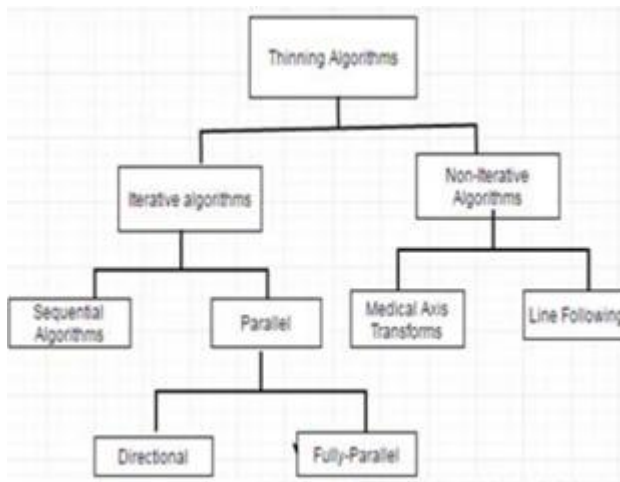 Thinning Algorithms
Iterative algorithms
Non-Iterative
Algorithms
Sequential
Algorithms
Parallel
Medical Axis
Transforms
Line Following
Directional
Fully-Parallel